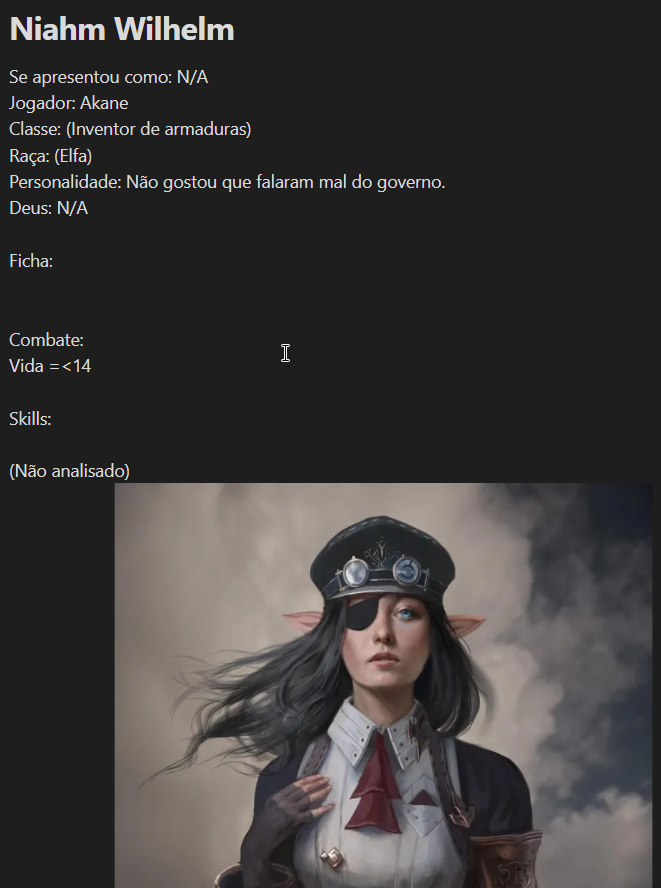 Niahm Wilhelm
Se apresentou como: N/A
Jogador: Akane
Classe: (Inventor de armaduras)
Raça: (Elfa)
Personalidade: Não gostou que falaram mal do governo.
Deus: N/A
Ficha:
Combate:
Vida =<14
Skills:
(Não analisado)